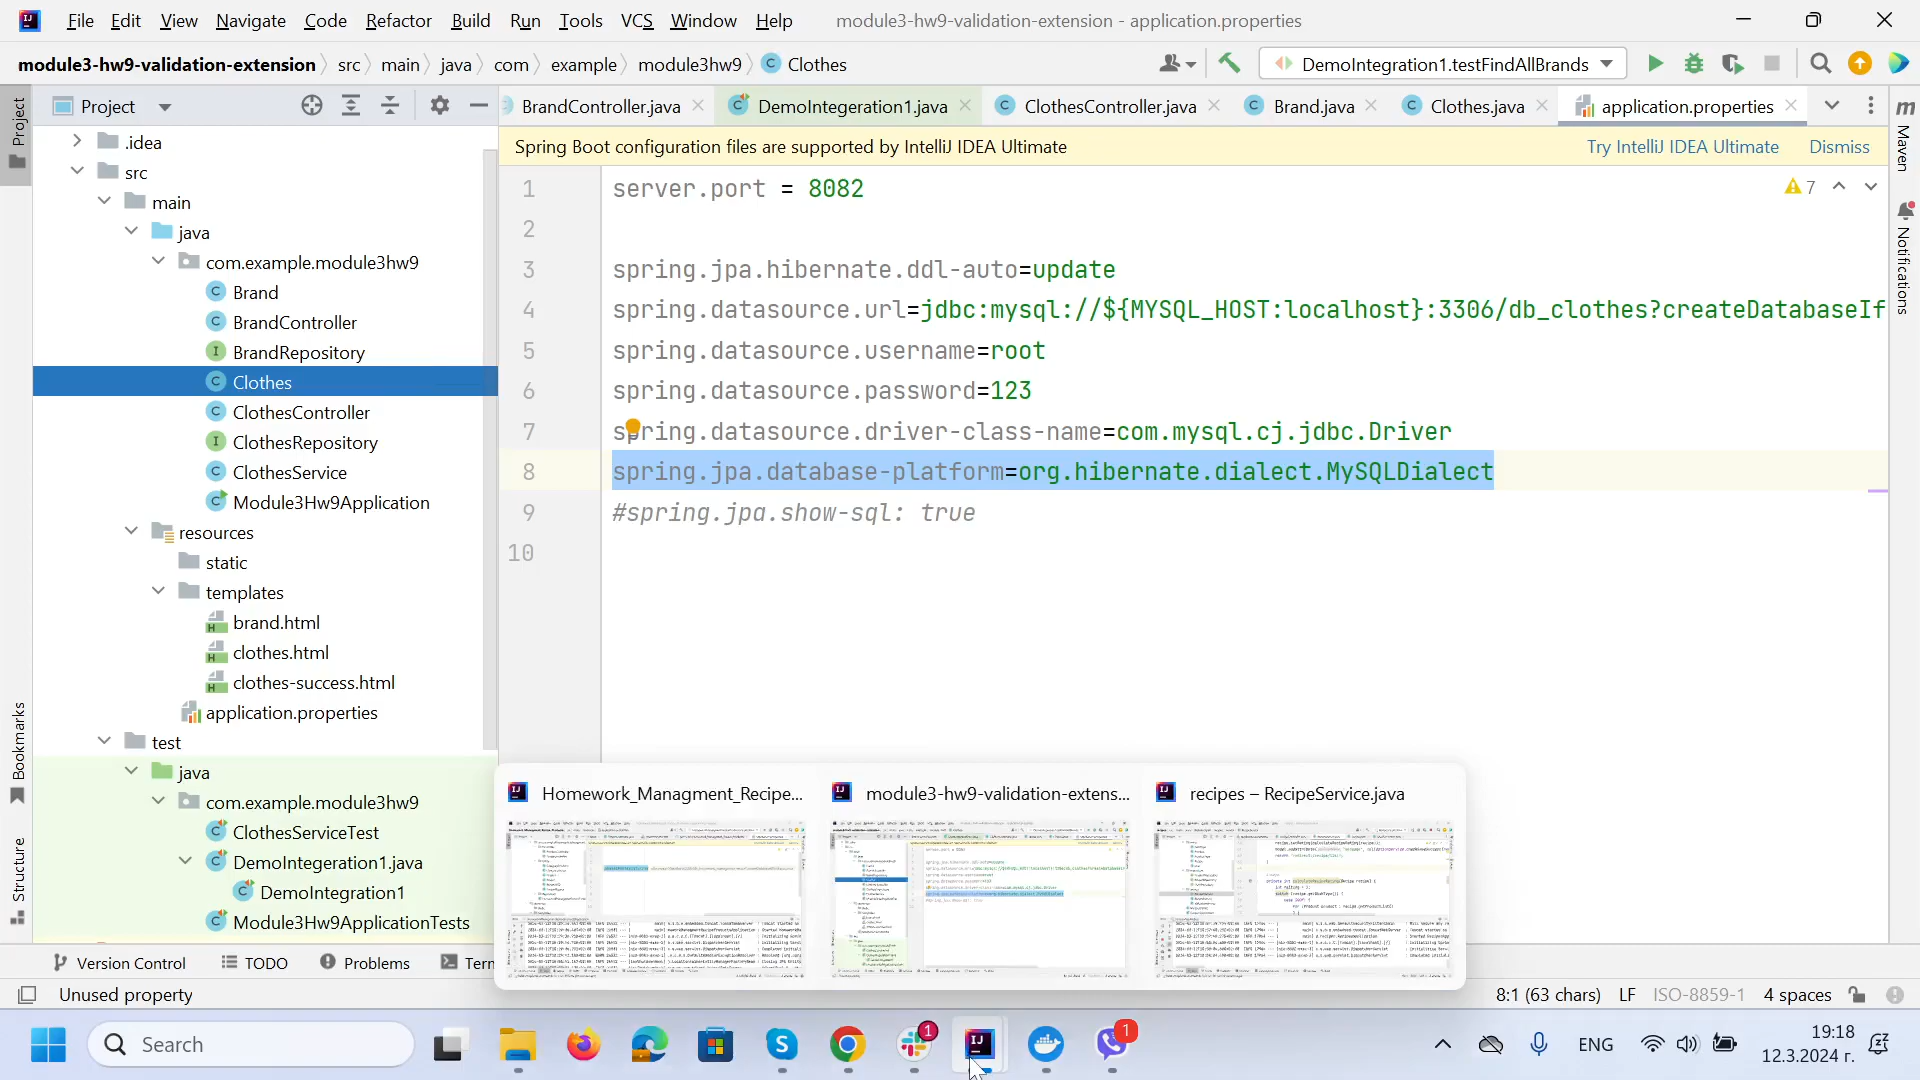 File Edit View Navigate Code Refactor Build Run Tools VCS Window Help module3-hw9-validation-extension - application.properties
module3-hw9-validation-extension src main java com example module3hw9 Clothes DemoIntegration1.testFindAllBrands
Project
BrandController.java DemoIntegeration1.java ClothesController.java Brand.java Clothes.java application.properties
Spring Boot configuration files are supported by IntelliJ IDEA Ultimate Try IntelliJ IDEA Ultimate Dismiss
Project
Bookmarks
Structure
.idea
src
main
java
com.example.module3hw9
Brand
BrandController
BrandRepository
Clothes
ClothesController
ClothesRepository
ClothesService
Module3Hw9Application
resources
static
templates
brand.html
clothes.html
clothes-success.html
application.properties
test
java
com.example.module3hw9
ClothesServiceTest
DemoIntegeration1.java
DemoIntegration1
Module3Hw9ApplicationTests
1 server.port = 8082
2
3 spring.jpa.hibernate.ddl-auto=update
4 spring.datasource.url=jdbc:mysql://${MYSQL_HOST:localhost}:3306/db_clothes?createDatabaseIf
5 spring.datasource.username=root
6 spring.datasource.password=123
7 spring.datasource.driver-class-name=com.mysql.cj.jdbc.Driver
8 spring.jpa.database-platform=org.hibernate.dialect.MySQLDialect
9 #spring.jpa.show-sql: true
10
7
m
Maven
Notifications
Homework_Managment_Recipe... module3-hw9-validation-extens... recipes – RecipeService.java
Version Control TODO Problems Tern
Unused property 8:1 (63 chars) LF ISO-8859-1 4 spaces
Search 1 1 ENG 19:18
12.3.2024 г.